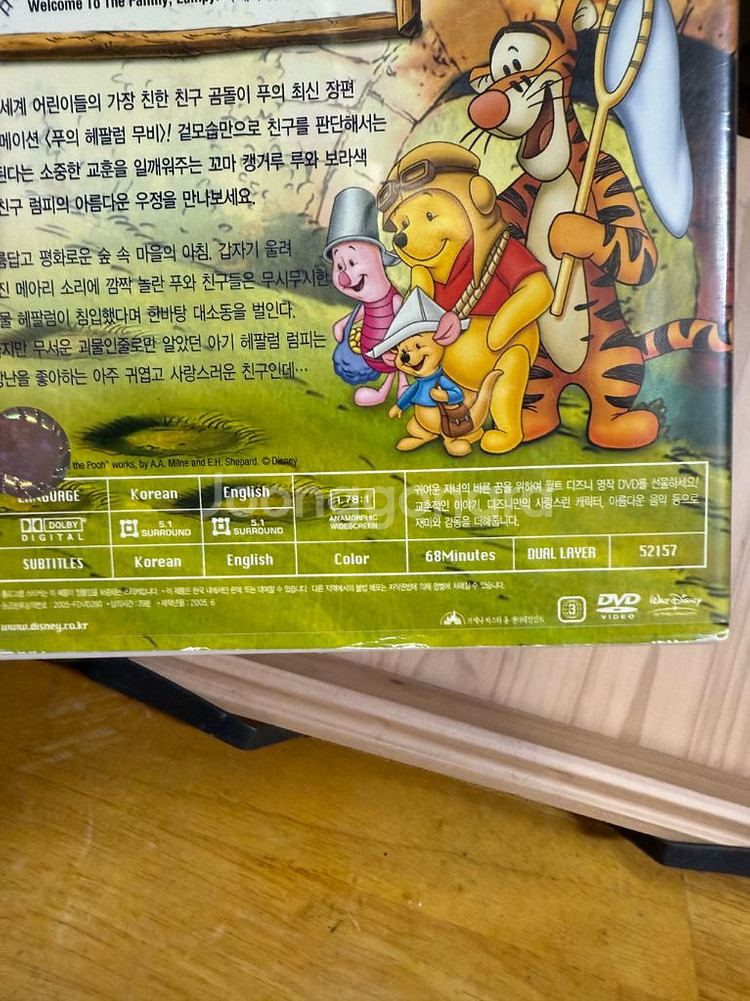 Welcome To The Family, Lumpy!
세계 어린이들의 가장 친한 친구 곰돌이 푸의 최신 장편
메이션 <푸의 헤팔럼 무비>! 겉모습만으로 친구를 판단해서는
된다는 소중한 교훈을 일깨워주는 꼬마 캥거루 루와 보라색
친구 럼피의 아름다운 우정을 만나보세요.
름답고 평화로운 숲 속 마을의 아침. 갑자기 울려
진 메아리 소리에 깜짝 놀란 푸와 친구들은 무시무시한
물 헤팔럼이 침입했다며 한바탕 대소동을 벌인다.
지만 무서운 괴물인줄로만 알았던 아기 헤팔럼 럼피는
장난을 좋아하는 아주 귀엽고 사랑스러운 친구인데…
the Pooh" works, by A.A. Milne and E.H. Shepard. © Disney
LANGUAGE Korean English
1.78:1
ANAMORPHIC
WIDESCREEN
귀여운 자녀의 바른 꿈을 위하여 월트 디즈니 명작 DVD를 선물하세요!
교훈적인 이야기, 디즈니만의 사랑스런 캐릭터, 아름다운 음악 등으로
재미와 감동을 더해줍니다.
DOLBY DIGITAL 5.1 SURROUND 5.1 SURROUND
SUBTITLES Korean English Color 68Minutes DUAL LAYER 52157
2005. 6
www.disney.co.kr
3 DVD VIDEO Walt Disney